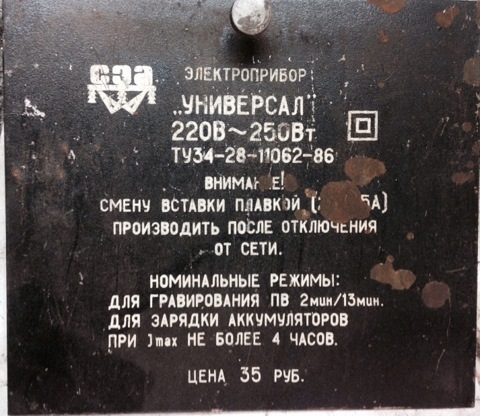 ЭЛЕКТРОПРИБОР
„УНИВЕРСАЛ"
220В~250Вт
ТУ34-28-11062-86
ВНИМАНИЕ!
СМЕНУ ВСТАВКИ ПЛАВКОЙ
ПРОИЗВОДИТЬ ПОСЛЕ ОТКЛЮЧЕНИЯ
ОТ СЕТИ.
НОМИНАЛЬНЫЕ РЕЖИМЫ:
ДЛЯ ГРАВИРОВАНИЯ ПВ 2мин/13мин.
ДЛЯ ЗАРЯДКИ АККУМУЛЯТОРОВ
ПРИ Jmax НЕ БОЛЕЕ 4 ЧАСОВ.
ЦЕНА 35 РУБ.